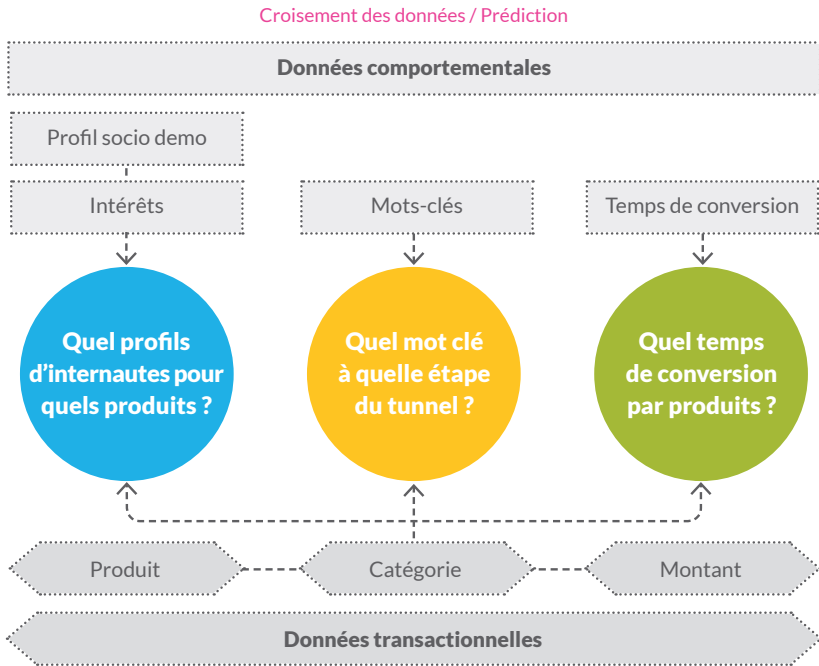 Croisement des données / Prédiction
Données comportementales
Profil socio demo
Intérêts
Mots-clés
Temps de conversion
Quel profils
d’internautes pour
quels produits ?
Quel mot clé
à quelle étape
du tunnel ?
Quel temps
de conversion
par produits ?
Produit
Catégorie
Montant
Données transactionnelles